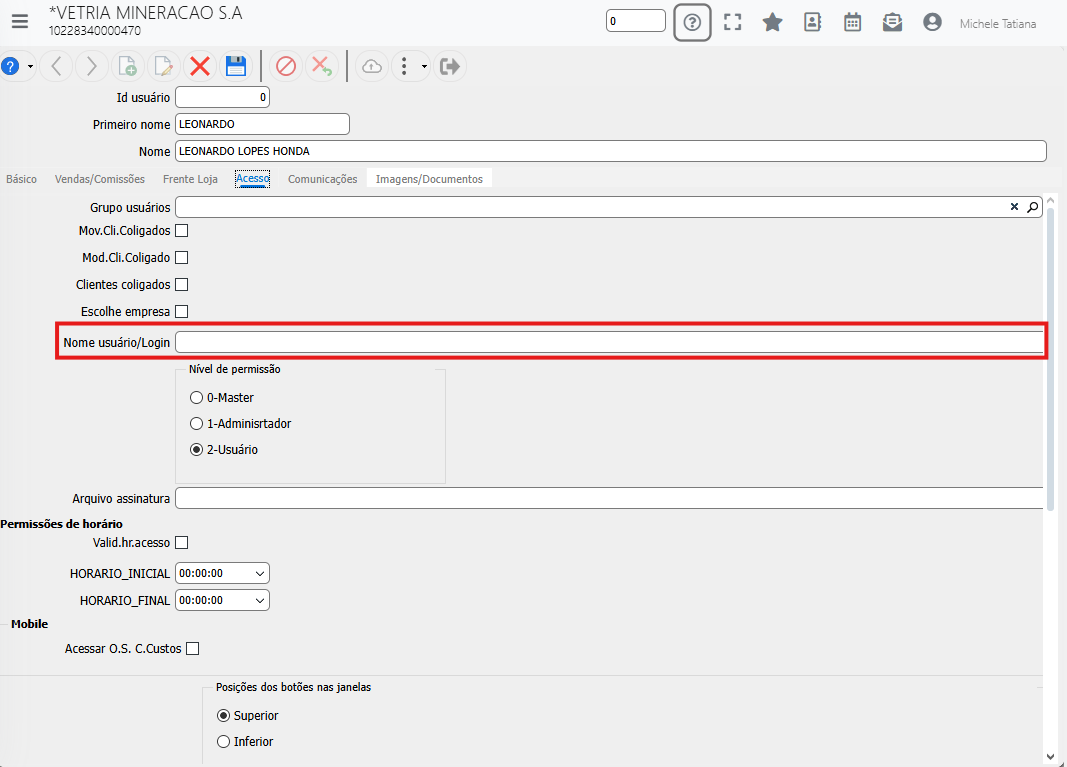 *VETRIA MINERACAO S.A
10228340000470
0
Michele Tatiana
Id usuário 0
Primeiro nome LEONARDO
Nome LEONARDO LOPES HONDA
Básico Vendas/Comissões Frente Loja Acesso Comunicações Imagens/Documentos
Grupo usuários
Mov.Cli.Coligados
Mod.Cli.Coligado
Clientes coligados
Escolhe empresa
Nome usuário/Login
Nível de permissão
0-Master
1-Adminisrtador
2-Usuário
Arquivo assinatura
Permissões de horário
Valid.hr.acesso
HORARIO_INICIAL 00:00:00
HORARIO_FINAL 00:00:00
Mobile
Acessar O.S. C.Custos
Posições dos botões nas janelas
Superior
Inferior